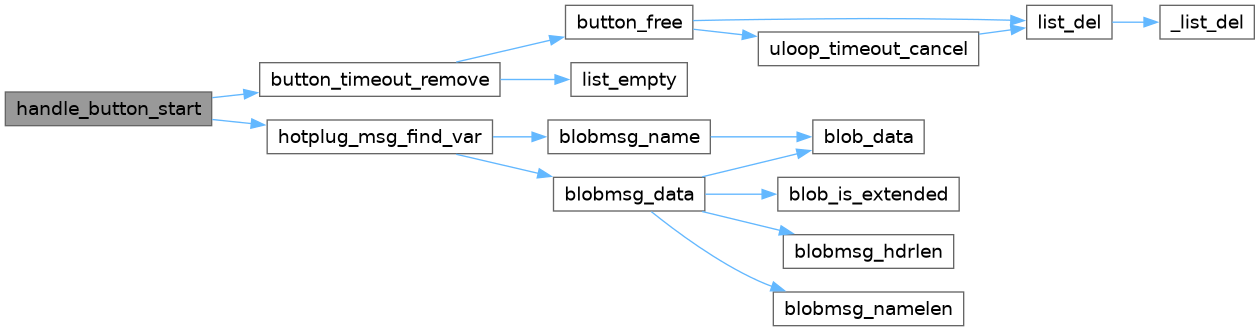 handle_button_start
button_timeout_remove
button_free
list_del
_list_del
uloop_timeout_cancel
list_empty
hotplug_msg_find_var
blobmsg_name
blob_data
blobmsg_data
blob_is_extended
blobmsg_hdrlen
blobmsg_namelen